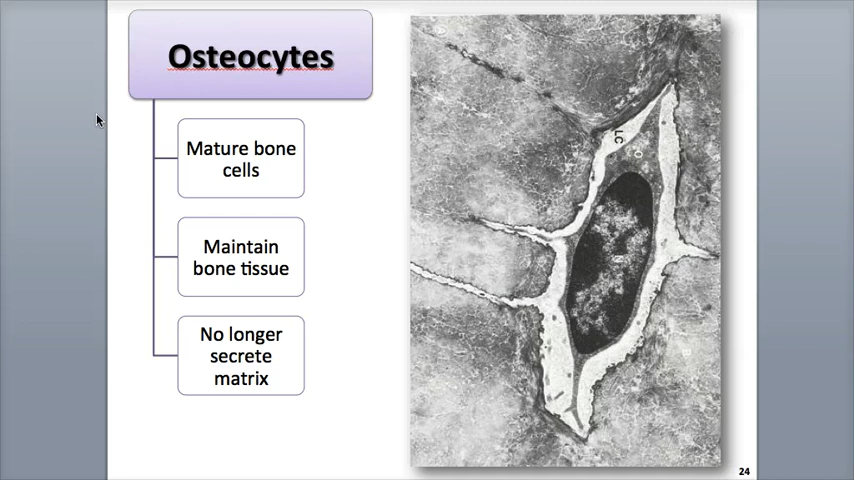 Osteocytes
Mature bone
cells
Maintain
bone tissue
No longer
secrete
matrix
LC
O
N
24